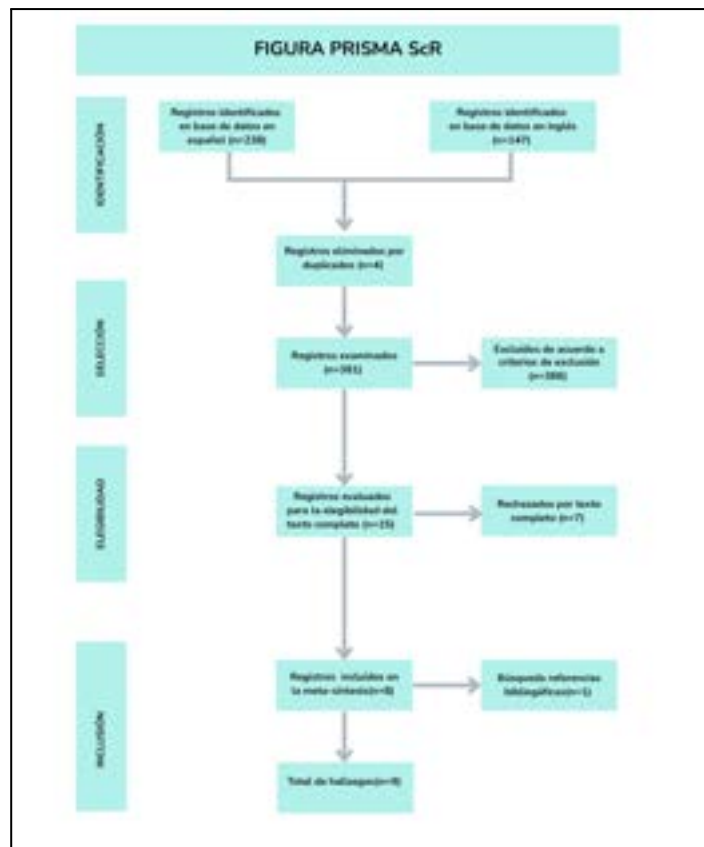 FIGURA PRISMA ScR
IDENTIFICACIÓN
Registros identificados
en base de datos en
español (n=238)
Registros identificados
en base de datos en inglés
(n=147)
Registros eliminados por
duplicados (n=4)
SELECCIÓN
Registros examinados
(n=381)
Excluidos de acuerdo a
criterios de exclusión
(n=366)
ELEGIBILIDAD
Registros evaluados
para la elegibilidad del
texto completo (n=15)
Rechazados por texto
completo (n=7)
INCLUSIÓN
Registros incluidos en
la meta-síntesis(n=8)
Búsqueda referencias
bibliográficas(n=1)
Total de hallazgos(n=9)